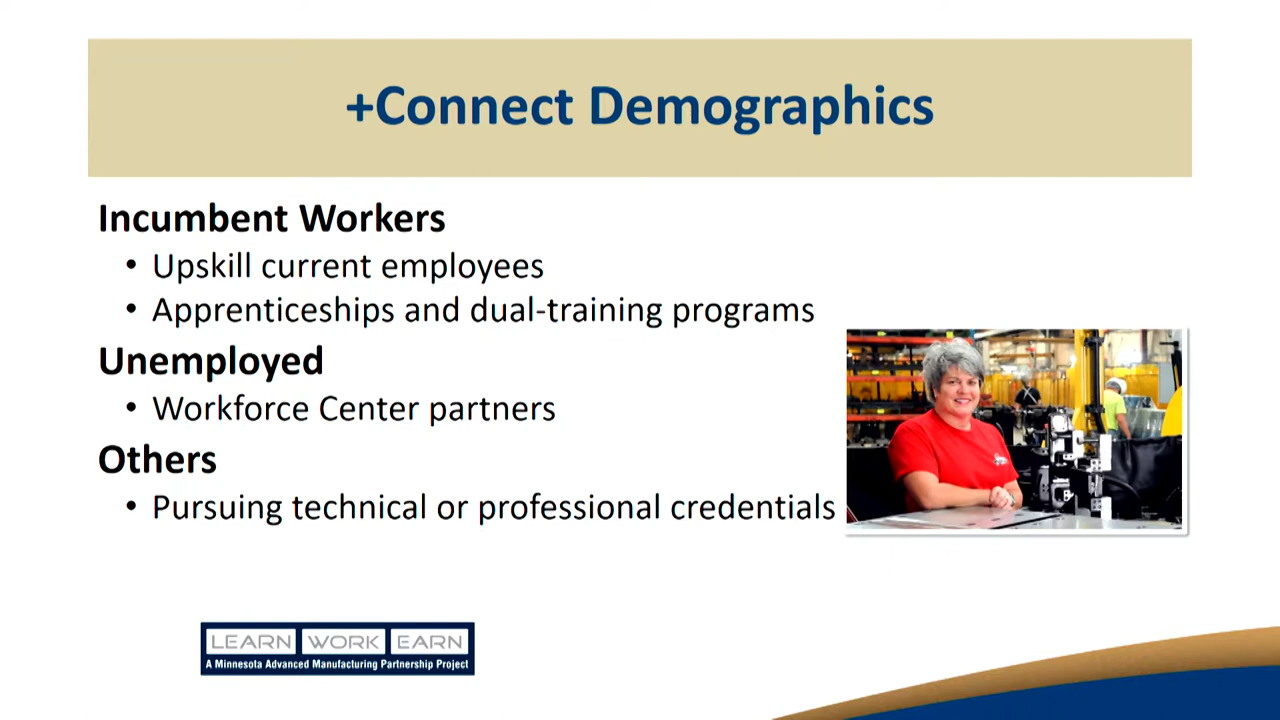 +Connect Demographics
Incumbent Workers
• Upskill current employees
• Apprenticeships and dual-training programs
Unemployed
• Workforce Center partners
Others
• Pursuing technical or professional credentials
LEARN WORK EARN
A Minnesota Advanced Manufacturing Partnership Project